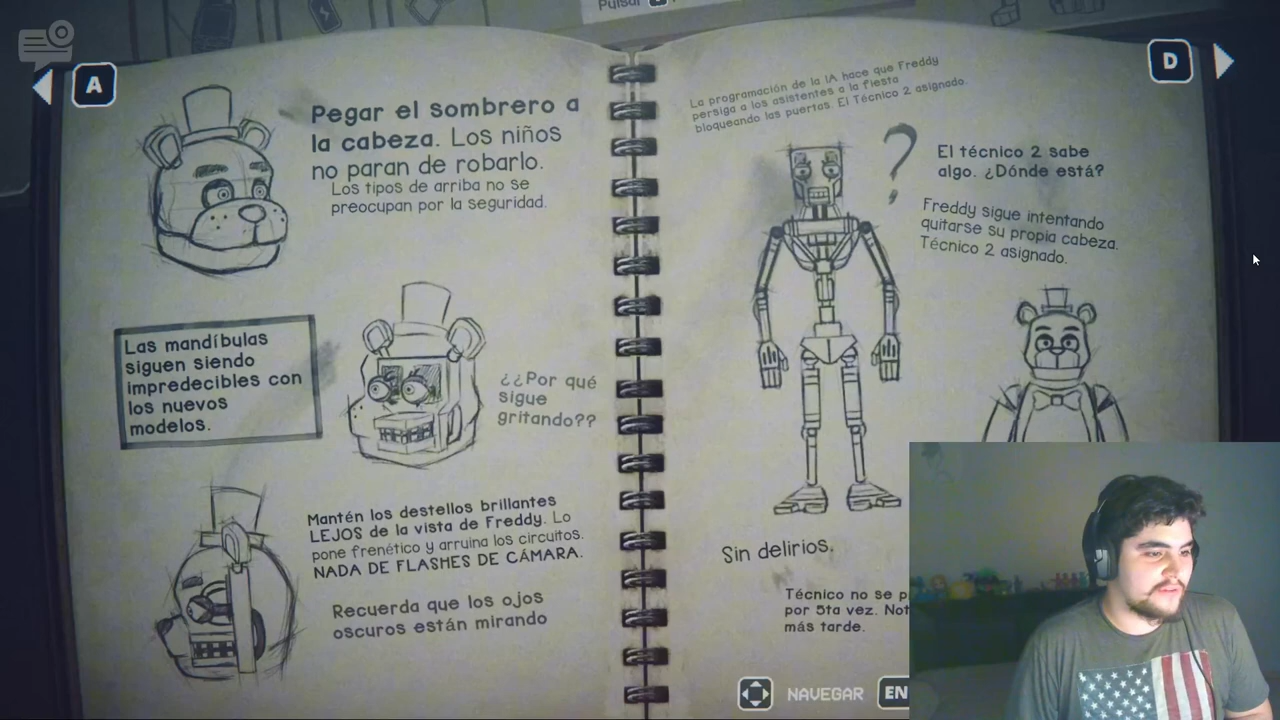 Pulsar
A
D
Pegar el sombrero a
la cabeza. Los niños
no paran de robarlo.
Los tipos de arriba no se
preocupan por la seguridad.
Las mandíbulas
siguen siendo
impredecibles con
los nuevos
modelos.
¿¿Por qué
sigue
gritando??
Mantén los destellos brillantes
LEJOS de la vista de Freddy. Lo
pone frenético y arruina los circuitos.
NADA DE FLASHES DE CÁMARA.
Recuerda que los ojos
oscuros están mirando
La programación de la IA hace que Freddy
persiga a los asistentes a la fiesta
bloqueando las puertas. El Técnico 2 asignado.
?
El técnico 2 sabe
algo. ¿Dónde está?
Freddy sigue intentando
quitarse su propia cabeza.
Técnico 2 asignado.
Sin delirios.
Técnico no se p
por 5ta vez. Not
más tarde.
NAVEGAR EN